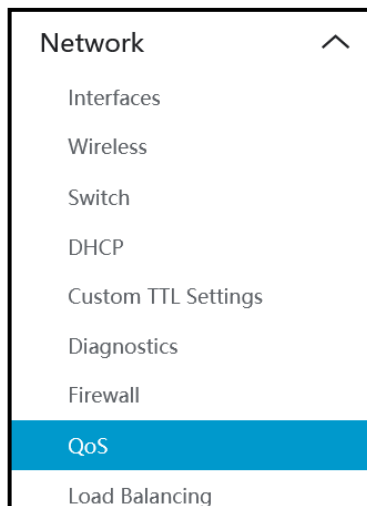 Network
Interfaces
Wireless
Switch
DHCP
Custom TTL Settings
Diagnostics
Firewall
QoS
Load Balancing